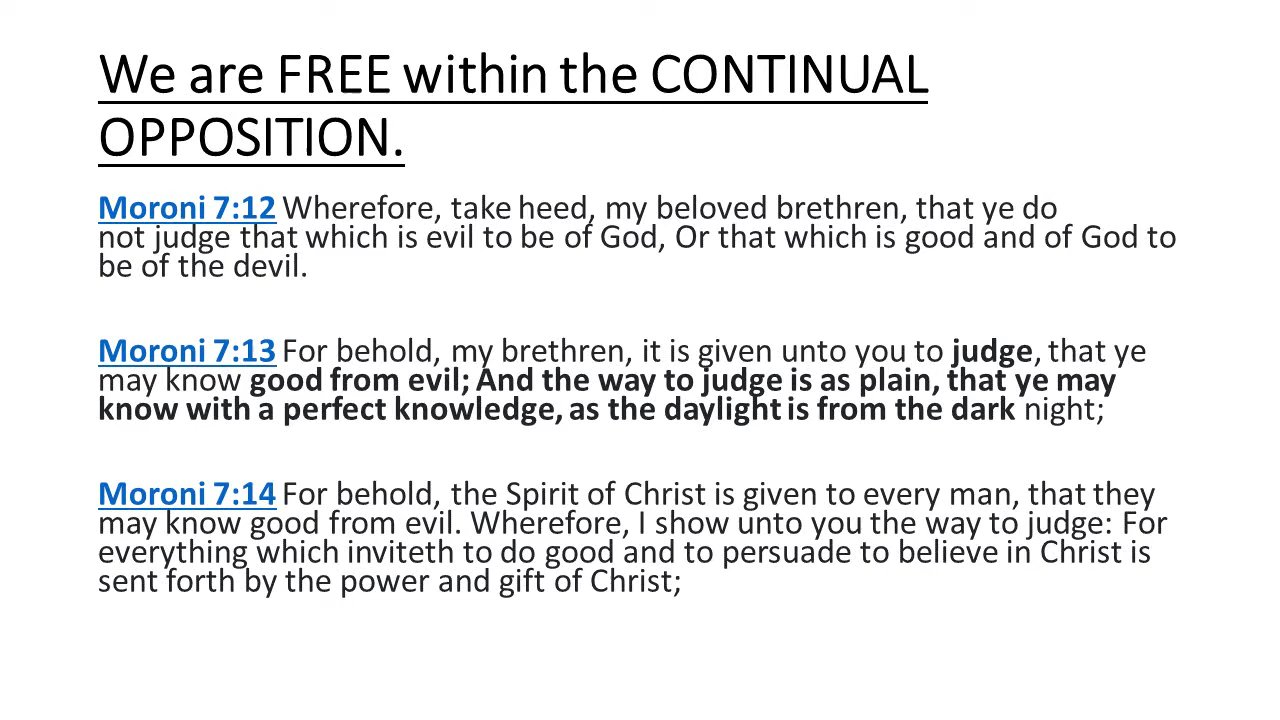 We are FREE within the CONTINUAL
OPPOSITION.
Moroni 7:12 Wherefore, take heed, my beloved brethren, that ye do
not judge that which is evil to be of God, Or that which is good and of God to
be of the devil.
Moroni 7:13 For behold, my brethren, it is given unto you to judge, that ye
may know good from evil; And the way to judge is as plain, that ye may
know with a perfect knowledge, as the daylight is from the dark night;
Moroni 7:14 For behold, the Spirit of Christ is given to every man, that they
may know good from evil. Wherefore, I show unto you the way to judge: For
everything which inviteth to do good and to persuade to believe in Christ is
sent forth by the power and gift of Christ;